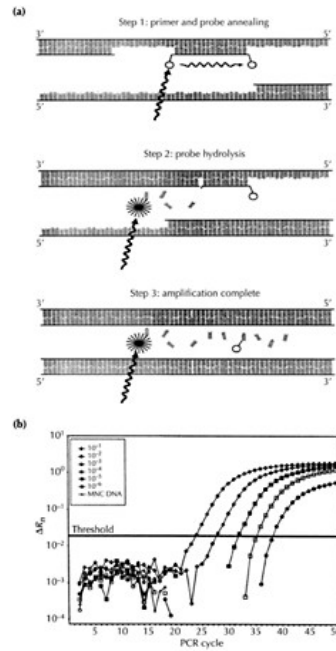 (a)
Step 1: primer and probe annealing
3′ 5′
5′ 3′
Step 2: probe hydrolysis
3′ 5′
5′ 3′
Step 3: amplification complete
3′ 5′
5′ 3′
(b)
10¹
10⁻¹
10⁻²
10⁻³
10⁻⁴
10⁻⁵
10⁻⁶
MNC DNA
10⁰
10⁻¹
Threshold
10⁻²
10⁻³
10⁻⁴
ΔRn
5 10 15 20 25 30 35 40 45 50
PCR cycle